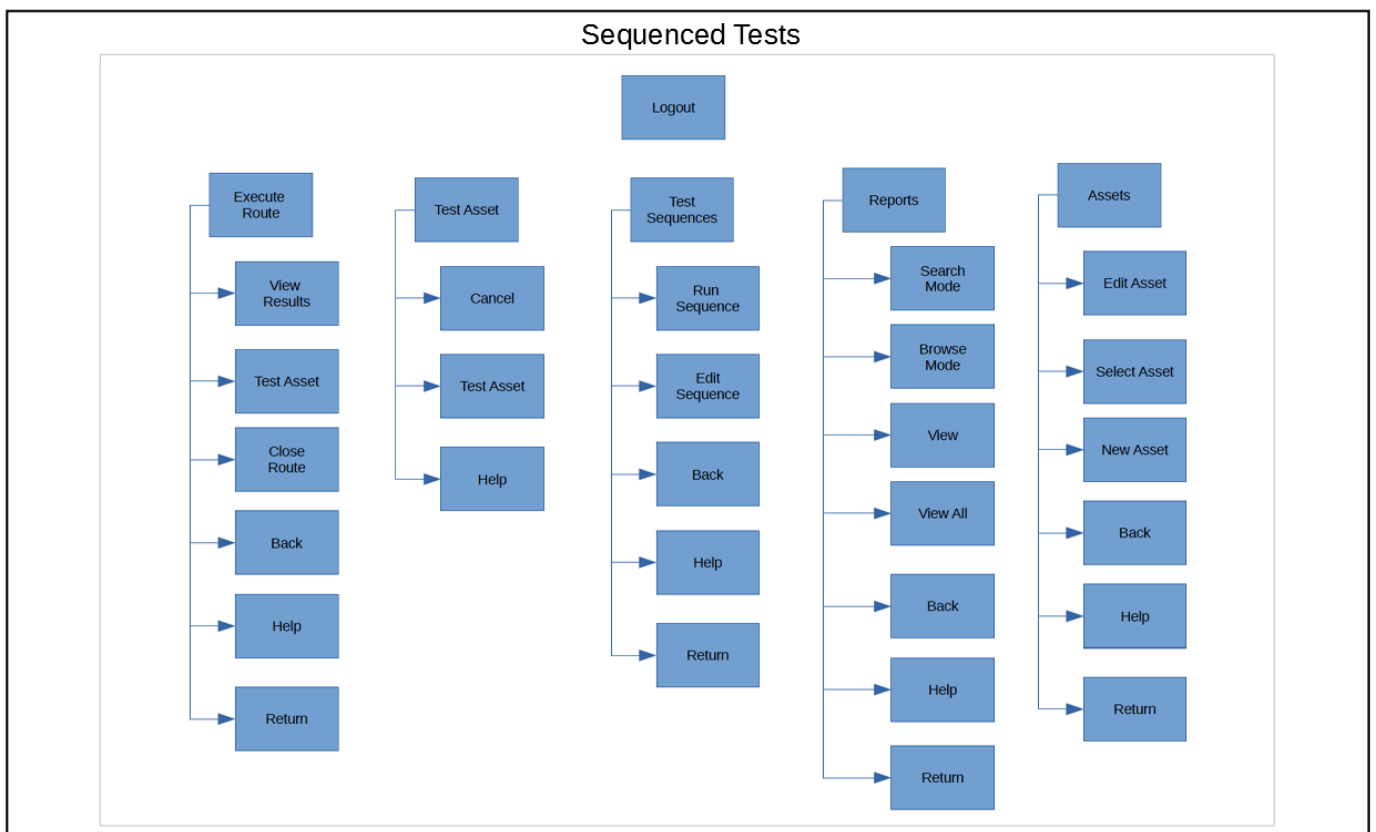 Sequenced Tests
Logout
Execute
Route
View
Results
Test Asset
Close
Route
Back
Help
Return
Test Asset
Cancel
Test Asset
Help
Test
Sequences
Run
Sequence
Edit
Sequence
Back
Help
Return
Reports
Search
Mode
Browse
Mode
View
View All
Back
Help
Return
Assets
Edit Asset
Select Asset
New Asset
Back
Help
Return